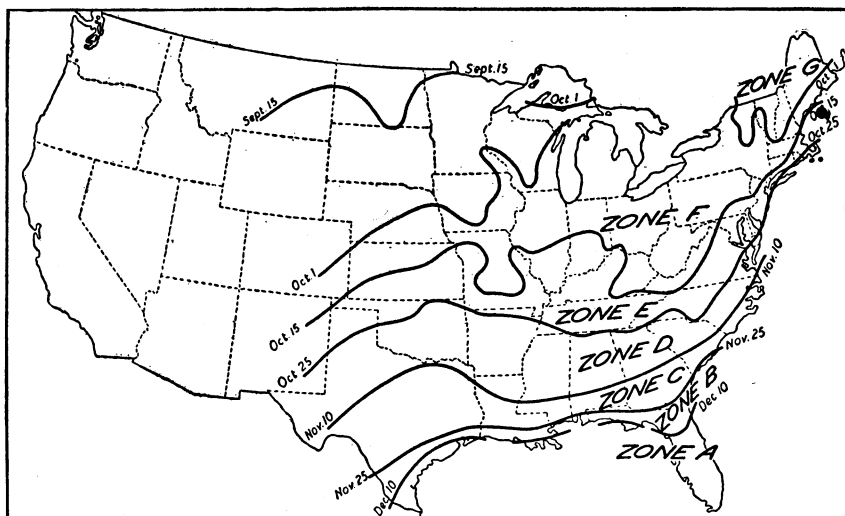 Sept. 15
Sept. 15
Oct. 1
ZONE G
Oct. 1
Oct. 25
ZONE F
Oct. 1
Oct. 15
Oct. 25
Nov. 10
ZONE E
ZONE D
Nov. 25
ZONE C
ZONE B
Dec. 10
Nov. 10
ZONE A
Nov. 25
Dec. 10